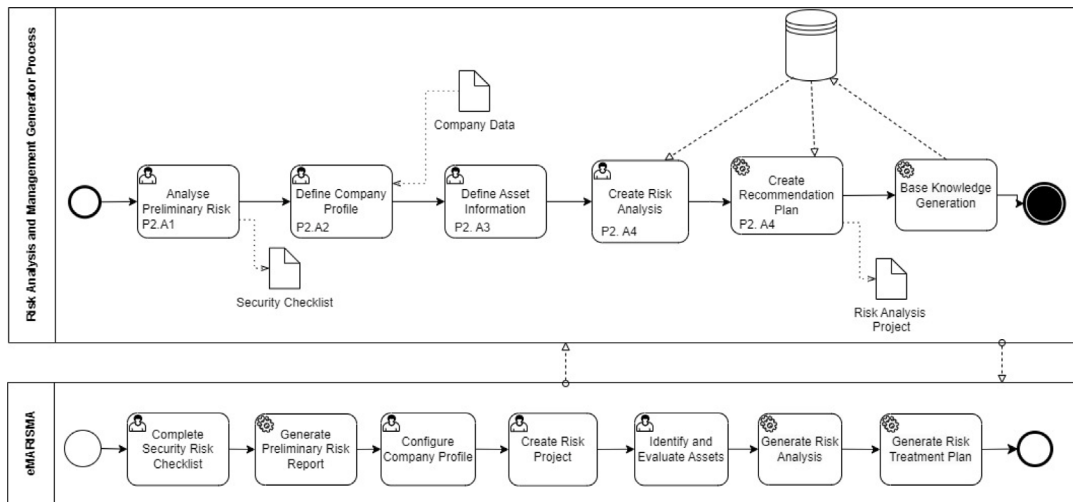 Risk Analysis and Management Generator Process
Company Data
Analyse
Preliminary Risk
P2.A1
Define Company
Profile
P2.A2
Define Asset
Information
P2. A3
Create Risk
Analysis
P2. A4
Create
Recommendation
Plan
P2. A4
Base Knowledge
Generation
Security Checklist
Risk Analysis
Project
eMARISMA
Complete
Security Risk
Checklist
Generate
Preliminary Risk
Report
Configure
Company Profile
Create Risk
Project
Identify and
Evaluate Assets
Generate Risk
Analysis
Generate Risk
Treatment Plan